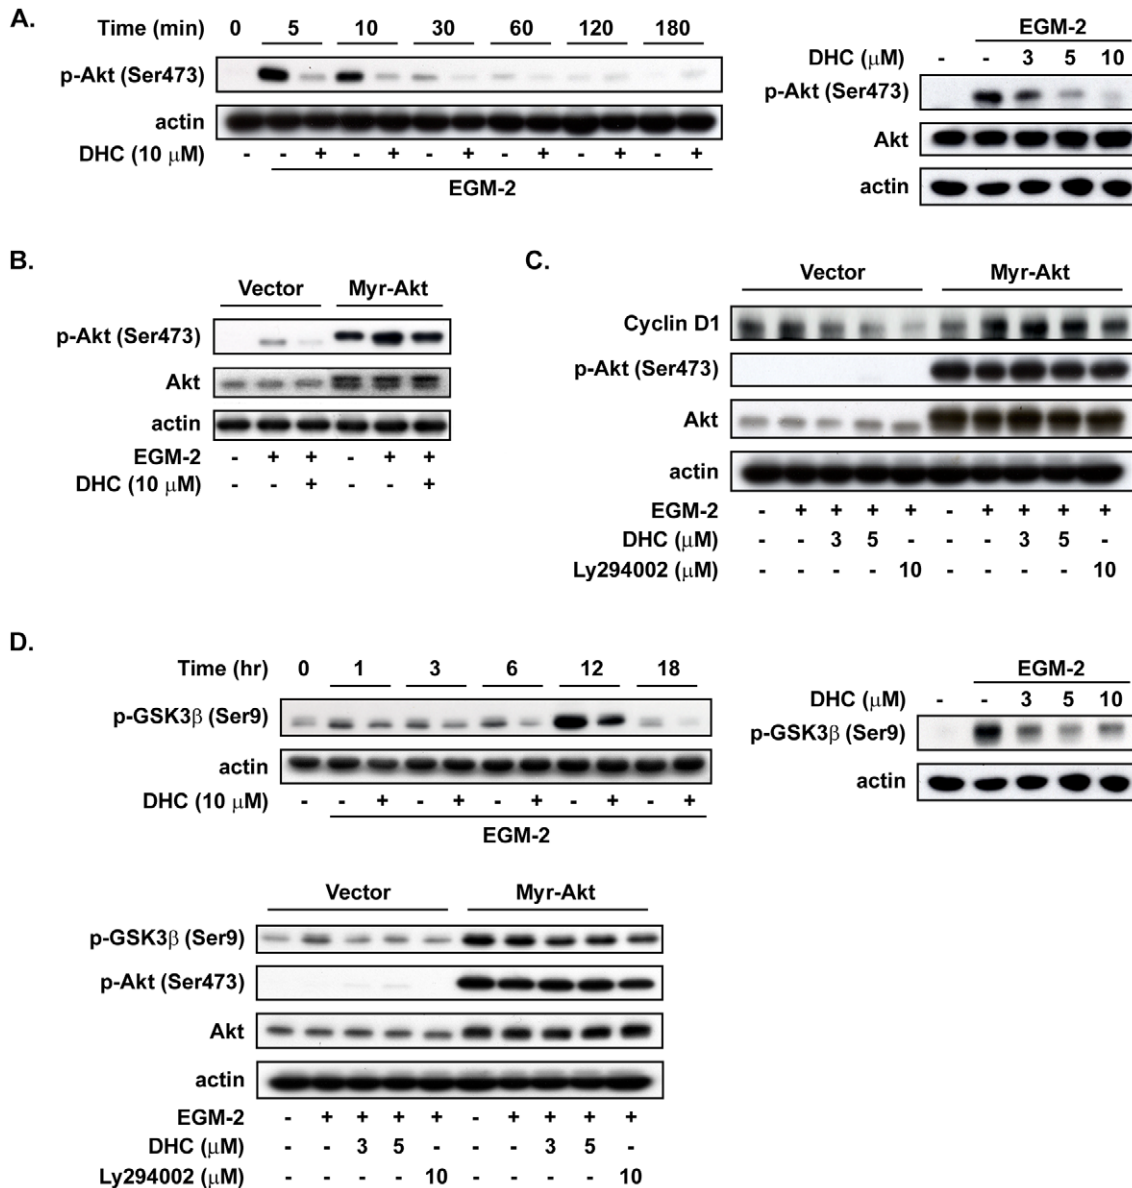 A.
Time (min) 0 5 10 30 60 120 180
p-Akt (Ser473)
actin
DHC (10 μM) - - + - + - + - + - + - +
EGM-2
EGM-2
DHC (μM) - - 3 5 10
p-Akt (Ser473)
Akt
actin
B.
Vector Myr-Akt
p-Akt (Ser473)
Akt
actin
EGM-2 - + + - + +
DHC (10 μM) - - + - - +
C.
Vector Myr-Akt
Cyclin D1
p-Akt (Ser473)
Akt
actin
EGM-2 - + + + + - + + + +
DHC (μM) - - 3 5 - - - 3 5 -
Ly294002 (μM) - - - - 10 - - - - 10
D.
Time (hr) 0 1 3 6 12 18
p-GSK3β (Ser9)
actin
DHC (10 μM) - - + - + - + - + - +
EGM-2
EGM-2
DHC (μM) - - 3 5 10
p-GSK3β (Ser9)
actin
Vector Myr-Akt
p-GSK3β (Ser9)
p-Akt (Ser473)
Akt
actin
EGM-2 - + + + + - + + + +
DHC (μM) - - 3 5 - - - 3 5 -
Ly294002 (μM) - - - - 10 - - - - 10